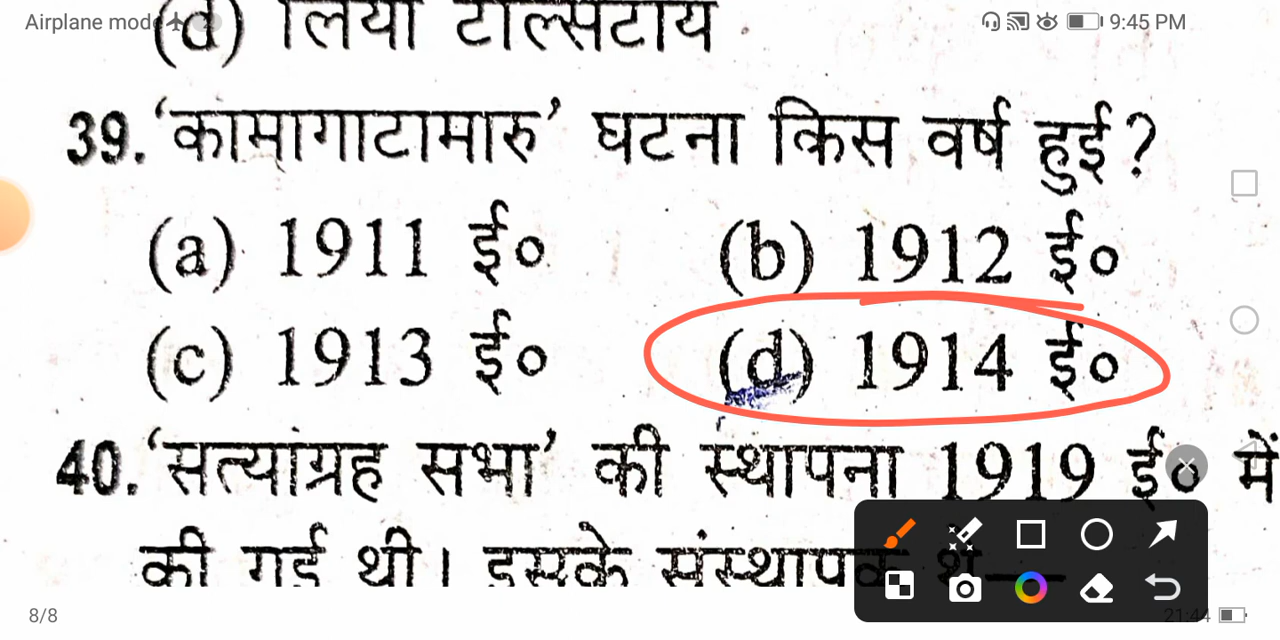 Airplane mode 9:45 PM
(d) लियो टॉल्सटाय
39. ‘कामागाटामारु’ घटना किस वर्ष हुई?
(a) 1911 ई० (b) 1912 ई०
(c) 1913 ई० (d) 1914 ई०
40. ‘सत्याग्रह सभा’ की स्थापना 1919 ई० में
की गई थी। इसके संस्थापक थे—
8/8 21:44